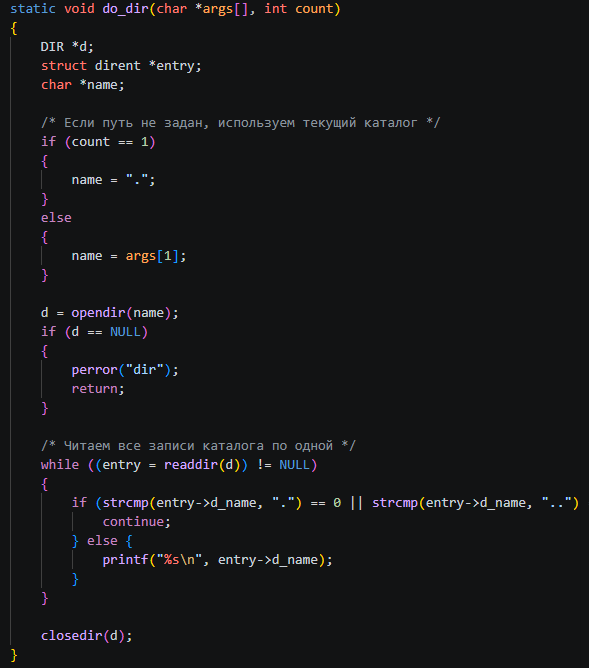 static void do_dir(char *args[], int count)
{
    DIR *d;
    struct dirent *entry;
    char *name;

    /* Если путь не задан, используем текущий каталог */
    if (count == 1)
    {
        name = ".";
    }
    else
    {
        name = args[1];
    }

    d = opendir(name);
    if (d == NULL)
    {
        perror("dir");
        return;
    }

    /* Читаем все записи каталога по одной */
    while ((entry = readdir(d)) != NULL)
    {
        if (strcmp(entry->d_name, ".") == 0 || strcmp(entry->d_name, "..")
            continue;
        } else {
            printf("%s\n", entry->d_name);
        }
    }

    closedir(d);
}